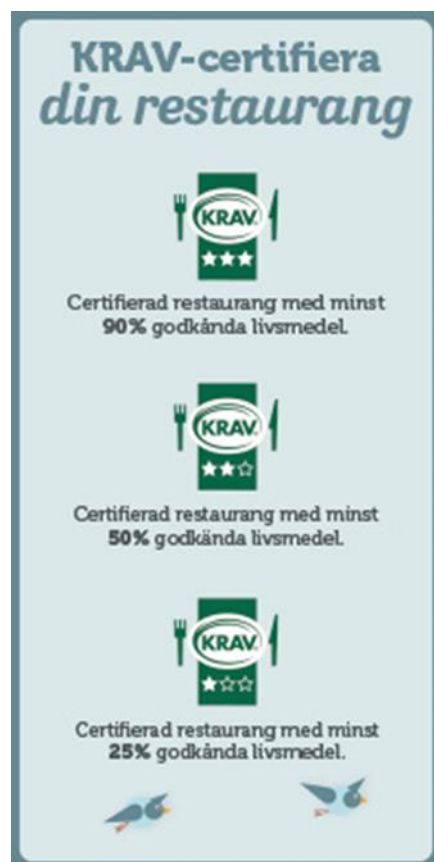 KRAV-certifiera
din restaurang
KRAV
Certifierad restaurang med minst
90% godkända livsmedel.
KRAV
Certifierad restaurang med minst
50% godkända livsmedel.
KRAV
Certifierad restaurang med minst
25% godkända livsmedel.